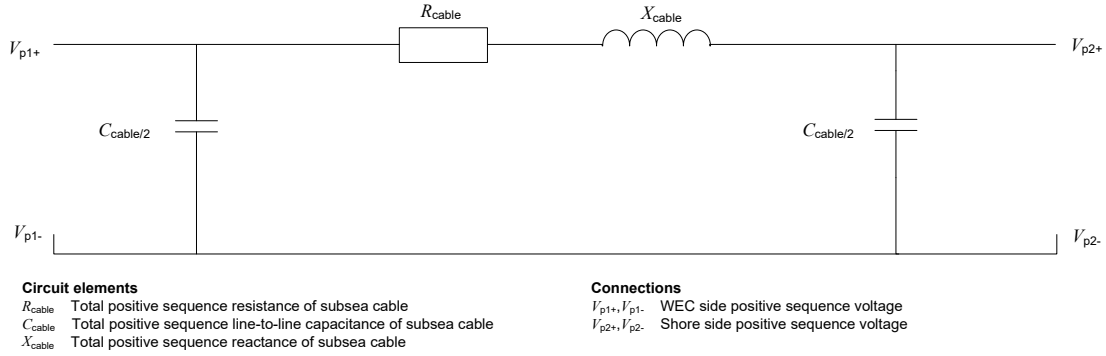 Rcable
Xcable
Vp1+
Vp2+
Ccable/2
Ccable/2
Vp1-
Vp2-
Circuit elements
Rcable Total positive sequence resistance of subsea cable
Ccable Total positive sequence line-to-line capacitance of subsea cable
Xcable Total positive sequence reactance of subsea cable
Connections
Vp1+,Vp1- WEC side positive sequence voltage
Vp2+,Vp2- Shore side positive sequence voltage